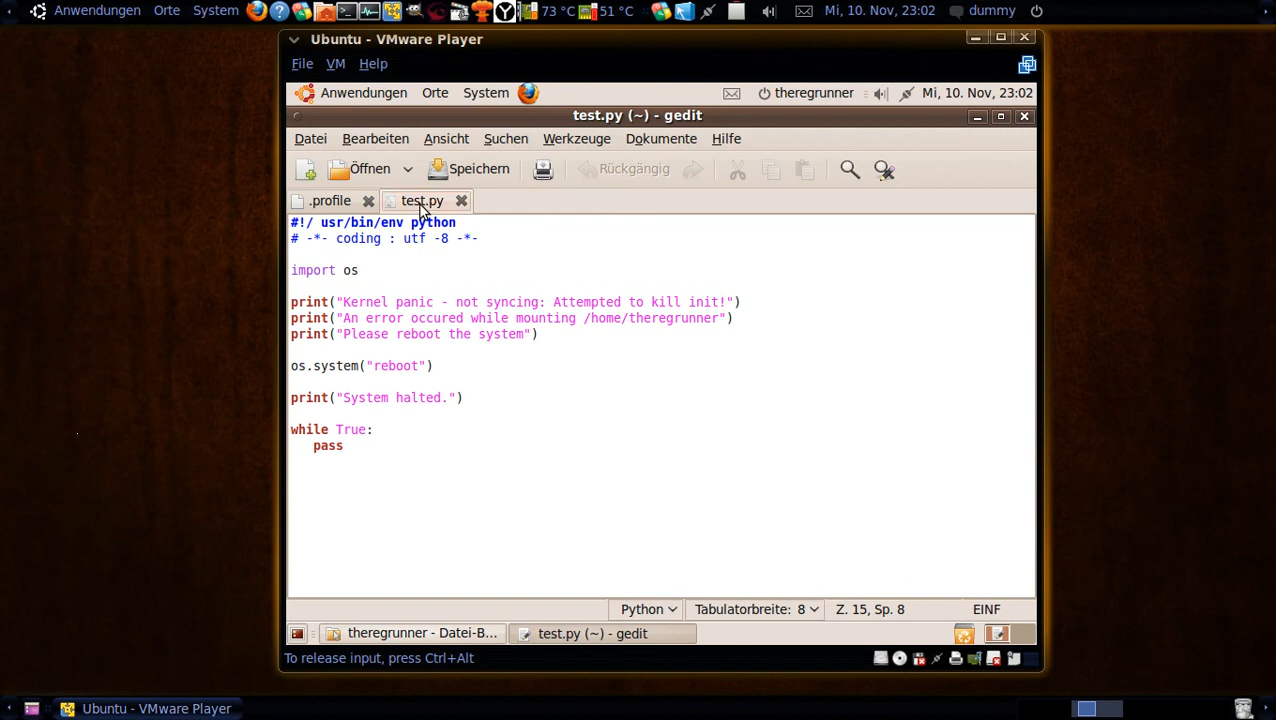 Anwendungen Orte System 73 °C 51 °C Mi, 10. Nov, 23:02 dummy
Ubuntu - VMware Player
File VM Help
Anwendungen Orte System theregrunner Mi, 10. Nov, 23:02
test.py (~) - gedit
Datei Bearbeiten Ansicht Suchen Werkzeuge Dokumente Hilfe
Öffnen Speichern Rückgängig
.profile test.py
#!/ usr/bin/env python
# -*- coding : utf -8 -*-
import os
print("Kernel panic - not syncing: Attempted to kill init!")
print("An error occured while mounting /home/theregrunner")
print("Please reboot the system")
os.system("reboot")
print("System halted.")
while True:
pass
Python Tabulatorbreite: 8 Z. 15, Sp. 8 EINF
theregrunner - Datei-B... test.py (~) - gedit
To release input, press Ctrl+Alt
Ubuntu - VMware Player